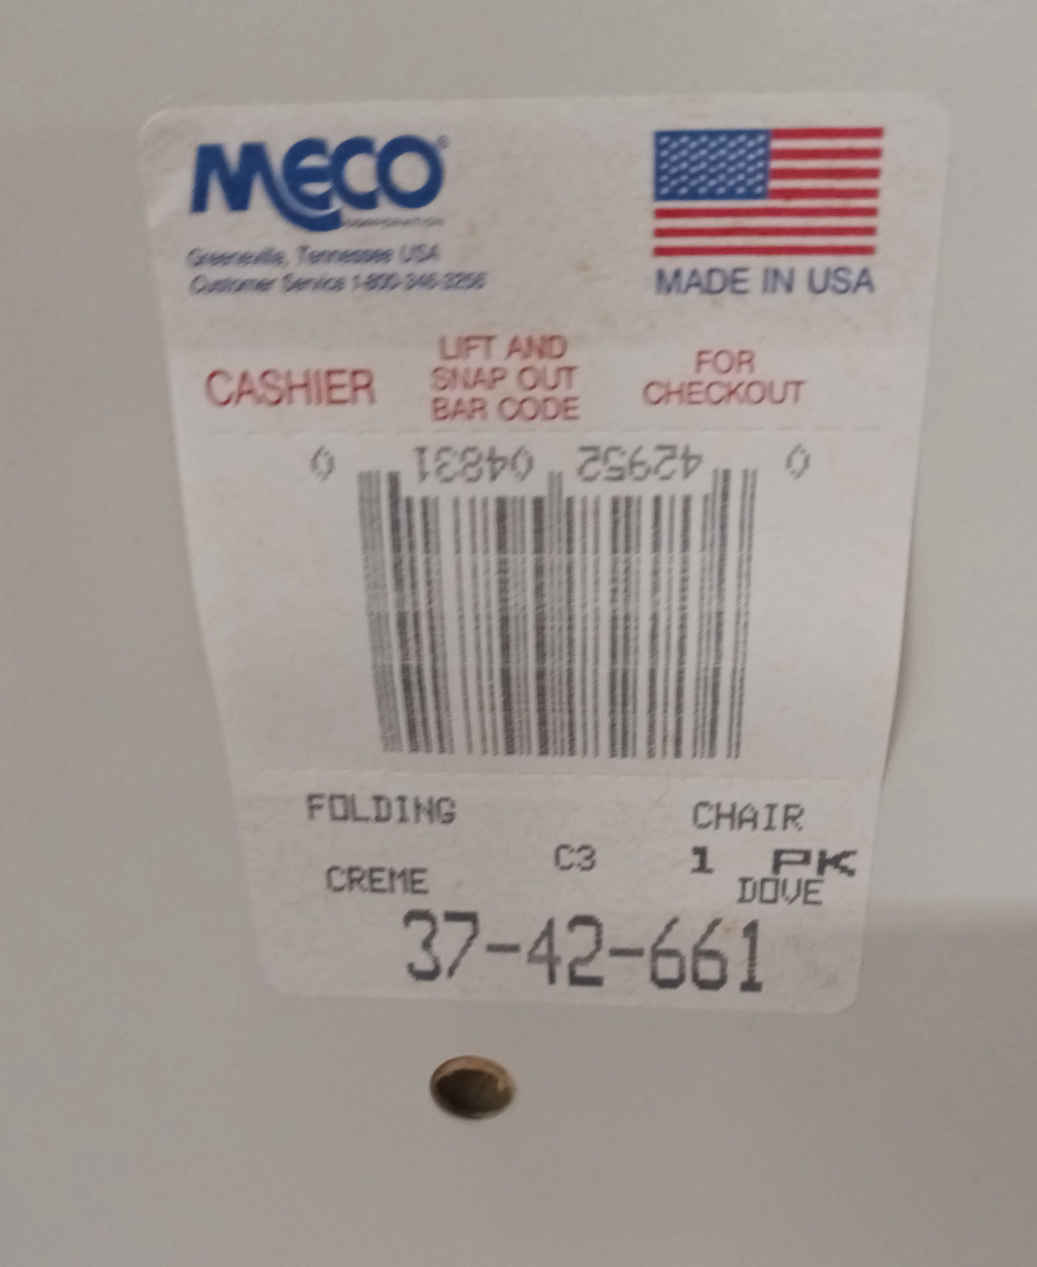 MECO®
CORPORATION
Greeneville, Tennessee USA
Customer Service 1-800-346-3256
MADE IN USA
CASHIER
LIFT AND
SNAP OUT
BAR CODE
FOR
CHECKOUT
0 42952 04831 0
FOLDING CHAIR
C3 1 PK
CREME DOVE
37-42-661